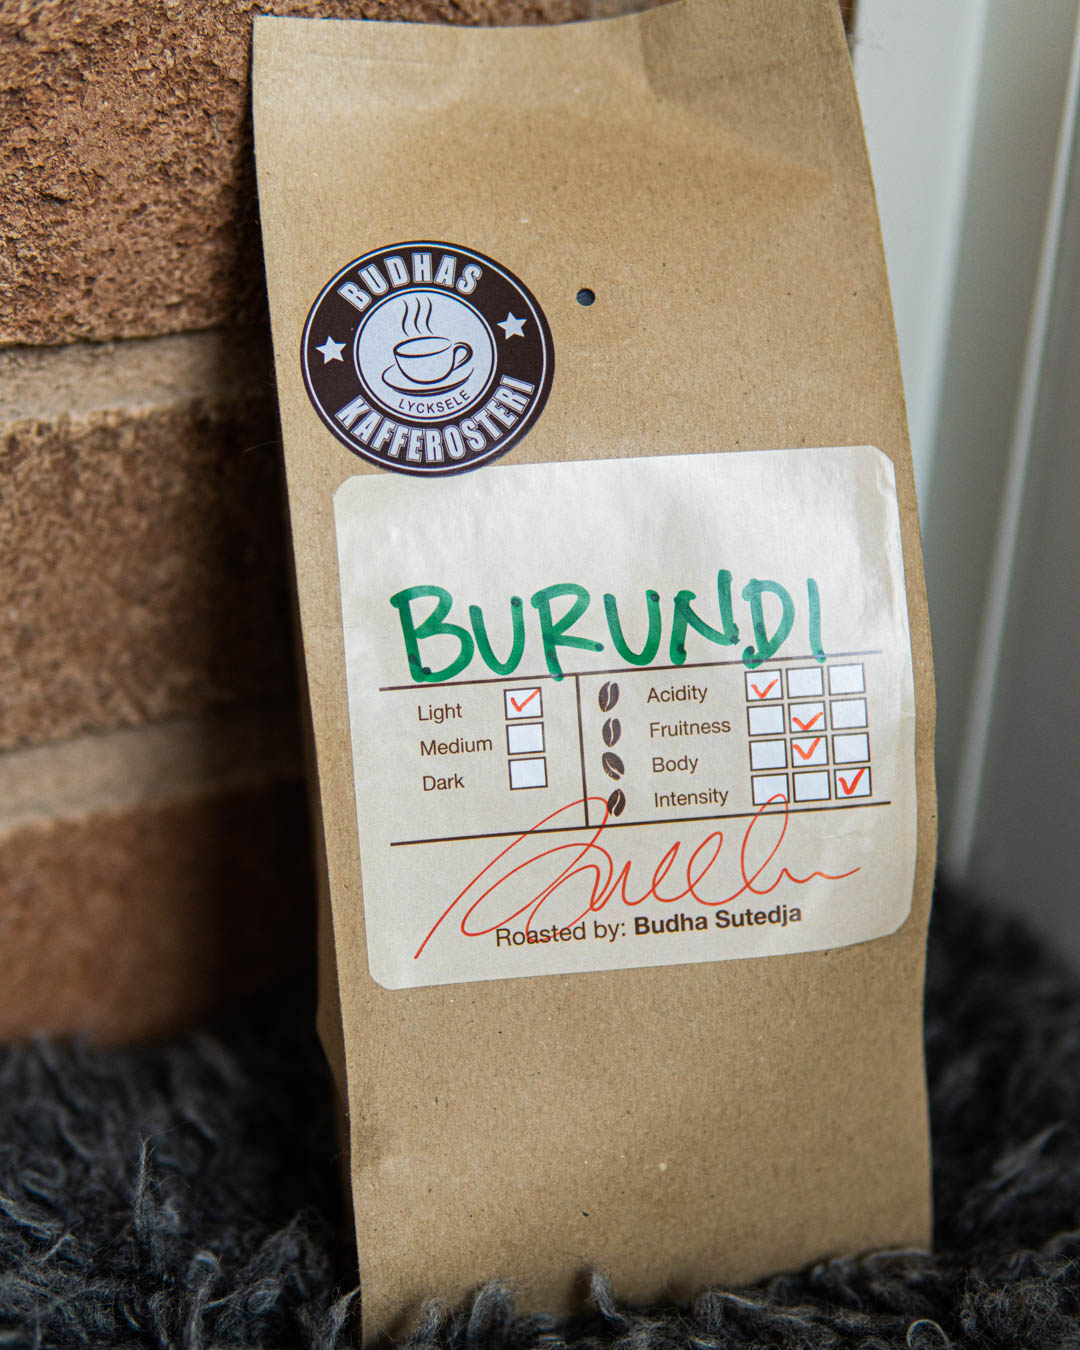 BUDHAS
LYCKSELE
KAFFEROSTERI
BURUNDI
Light
Medium
Dark
Acidity
Fruitness
Body
Intensity
Roasted by: Budha Sutedja